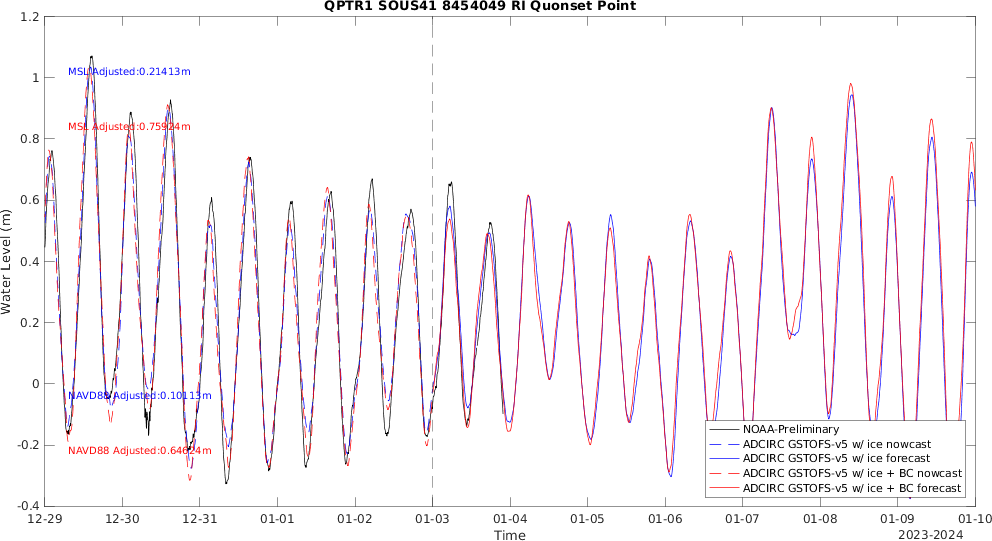 QPTR1 SOUS41 8454049 RI Quonset Point
Water Level (m)
1.2
1
0.8
0.6
0.4
0.2
0
-0.2
-0.4
MSL Adjusted:0.21413m
MSL Adjusted:0.75924m
NAVD88 Adjusted:0.10113m
NAVD88 Adjusted:0.64624m
NOAA-Preliminary
ADCIRC GSTOFS-v5 w/ ice nowcast
ADCIRC GSTOFS-v5 w/ ice forecast
ADCIRC GSTOFS-v5 w/ ice + BC nowcast
ADCIRC GSTOFS-v5 w/ ice + BC forecast
12-29 12-30 12-31 01-01 01-02 01-03 01-04 01-05 01-06 01-07 01-08 01-09 01-10
Time
2023-2024